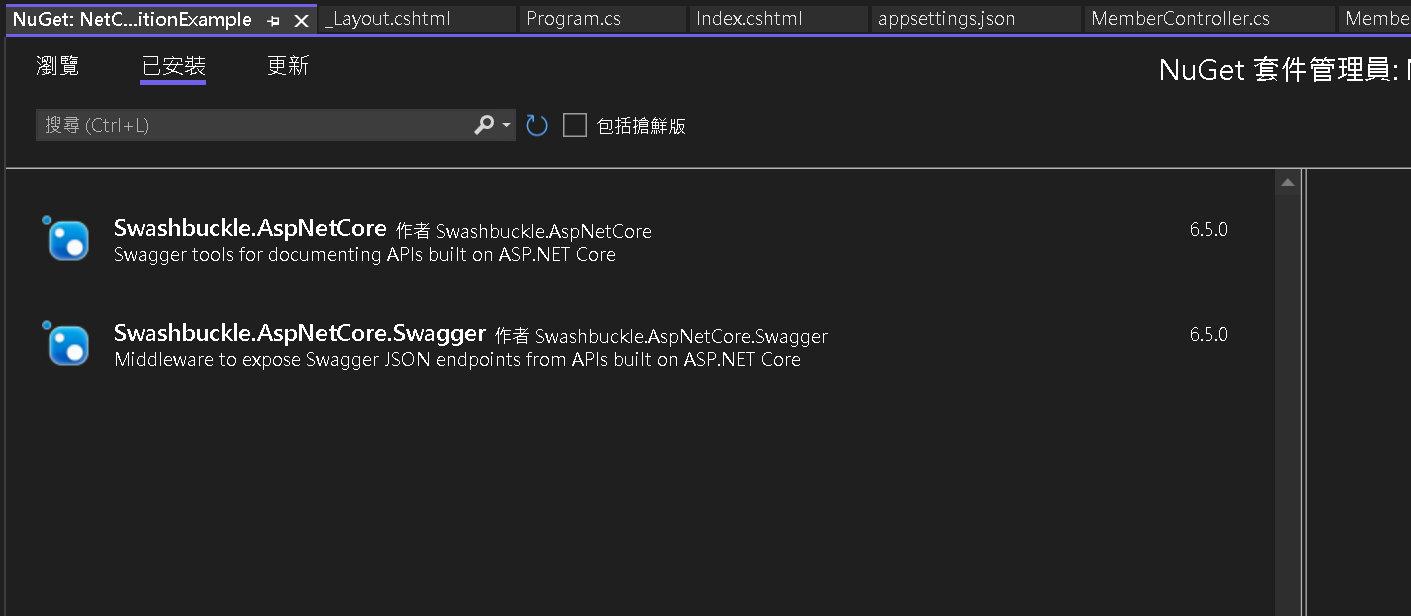 NuGet: NetC...itionExample _Layout.cshtml Program.cs Index.cshtml appsettings.json MemberController.cs Membe
瀏覽 已安裝 更新 NuGet 套件管理員:
搜尋 (Ctrl+L) 包括搶鮮版
Swashbuckle.AspNetCore 作者 Swashbuckle.AspNetCore 6.5.0
Swagger tools for documenting APIs built on ASP.NET Core
Swashbuckle.AspNetCore.Swagger 作者 Swashbuckle.AspNetCore.Swagger 6.5.0
Middleware to expose Swagger JSON endpoints from APIs built on ASP.NET Core